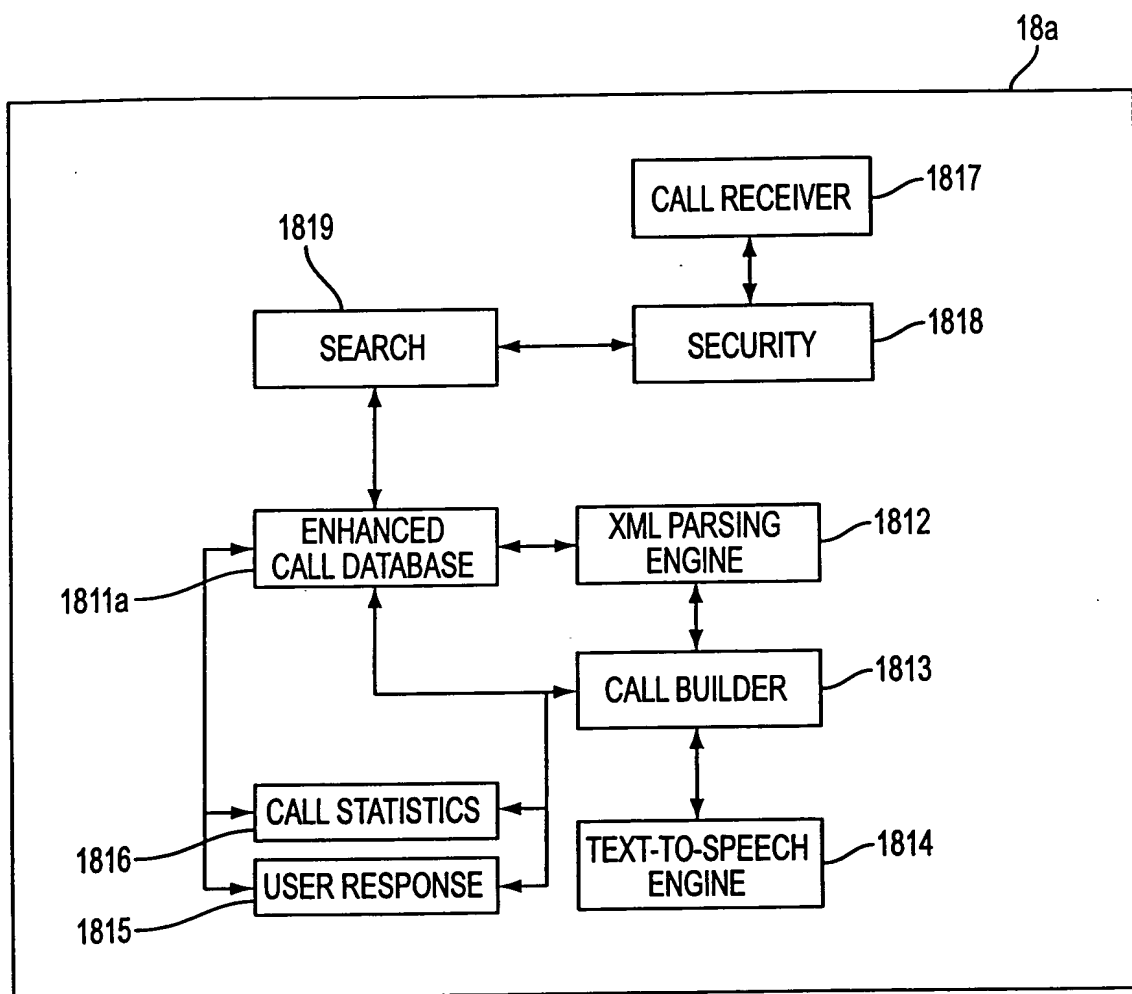 18a
CALL RECEIVER
1817
1819
SEARCH
SECURITY
1818
ENHANCED
CALL DATABASE
1811a
XML PARSING
ENGINE
1812
CALL BUILDER
1813
CALL STATISTICS
1816
USER RESPONSE
1815
TEXT-TO-SPEECH
ENGINE
1814